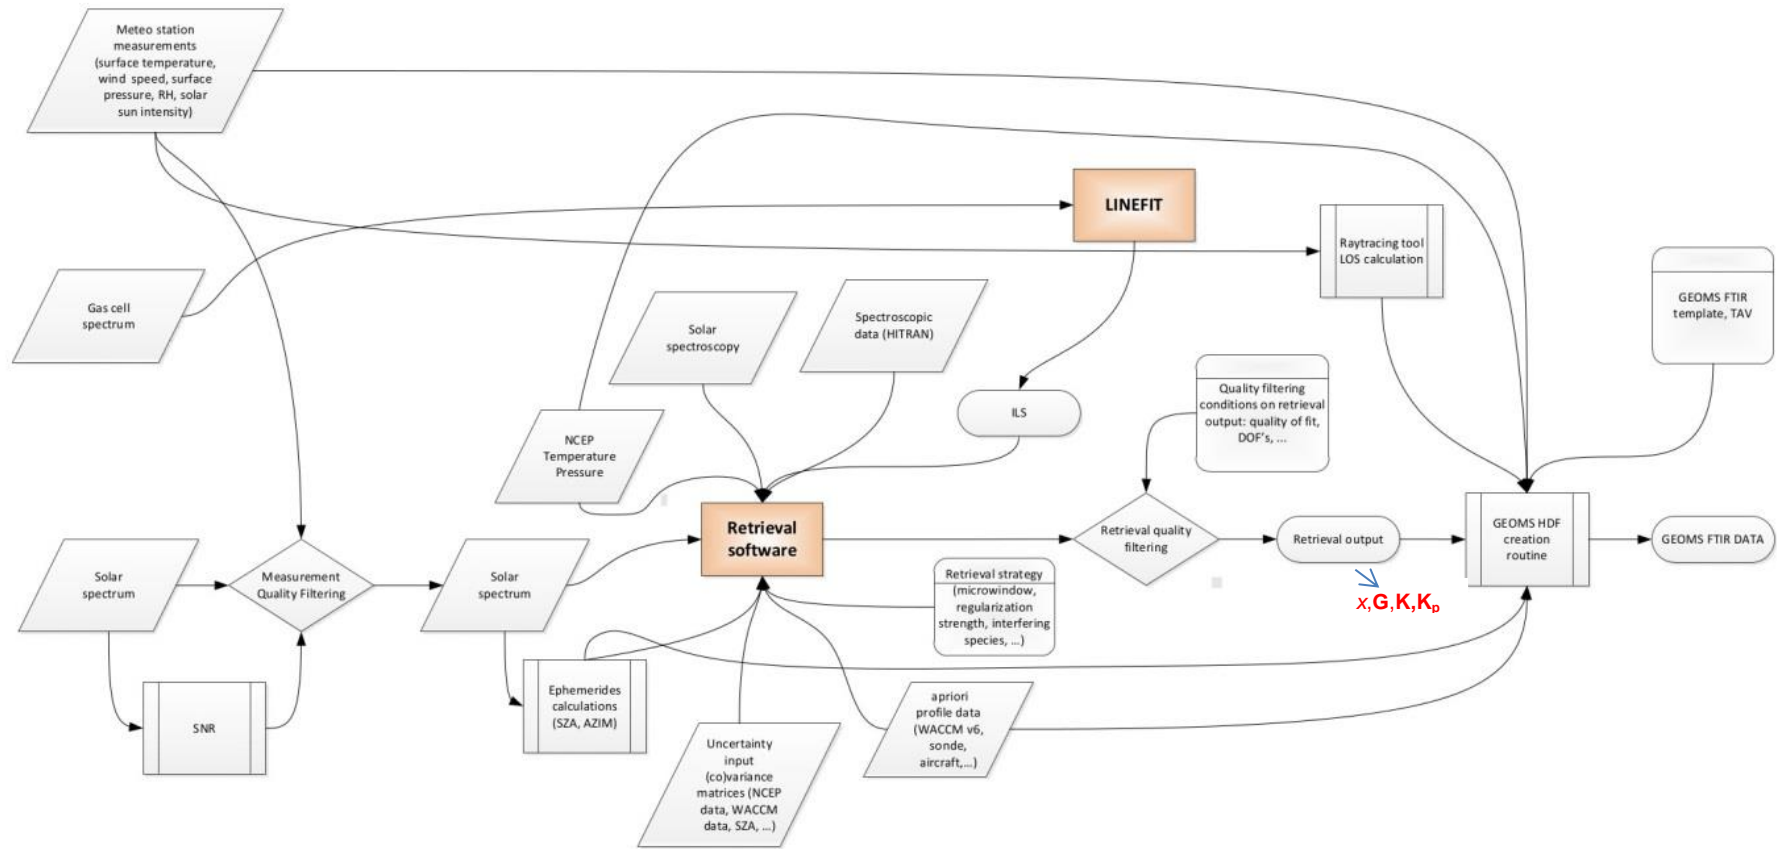 Meteo station
measurements
(surface temperature,
wind speed, surface
pressure, RH, solar
sun intensity)
LINEFIT
Raytracing tool
LOS calculation
GEOMS FTIR
template, TAV
Gas cell
spectrum
Solar
spectroscopy
Spectroscopic
data (HITRAN)
ILS
Quality filtering
conditions on retrieval
output: quality of fit,
DOF's, ...
NCEP
Temperature
Pressure
Retrieval
software
Retrieval quality
filtering
Retrieval output
GEOMS HDF
creation
routine
GEOMS FTIR DATA
Solar
spectrum
Measurement
Quality Filtering
Solar
spectrum
Retrieval strategy
(microwindow,
regularization
strength, interfering
species, ...)
x,G,K,Kp
SNR
Ephemerides
calculations
(SZA, AZIM)
Uncertainty
input
(co)variance
matrices (NCEP
data, WACCM
data, SZA, ...)
apriori
profile data
(WACCM v6,
sonde,
aircraft,...)